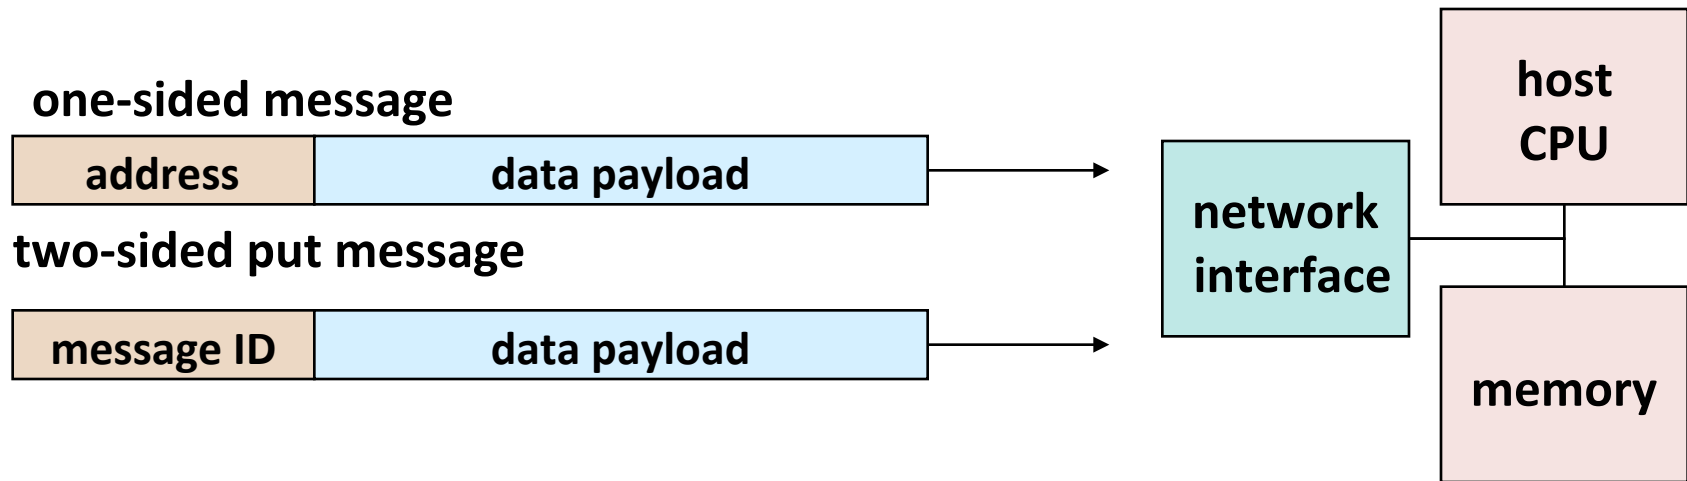 one-sided message
address
data payload
two-sided put message
message ID
data payload
network
interface
host
CPU
memory